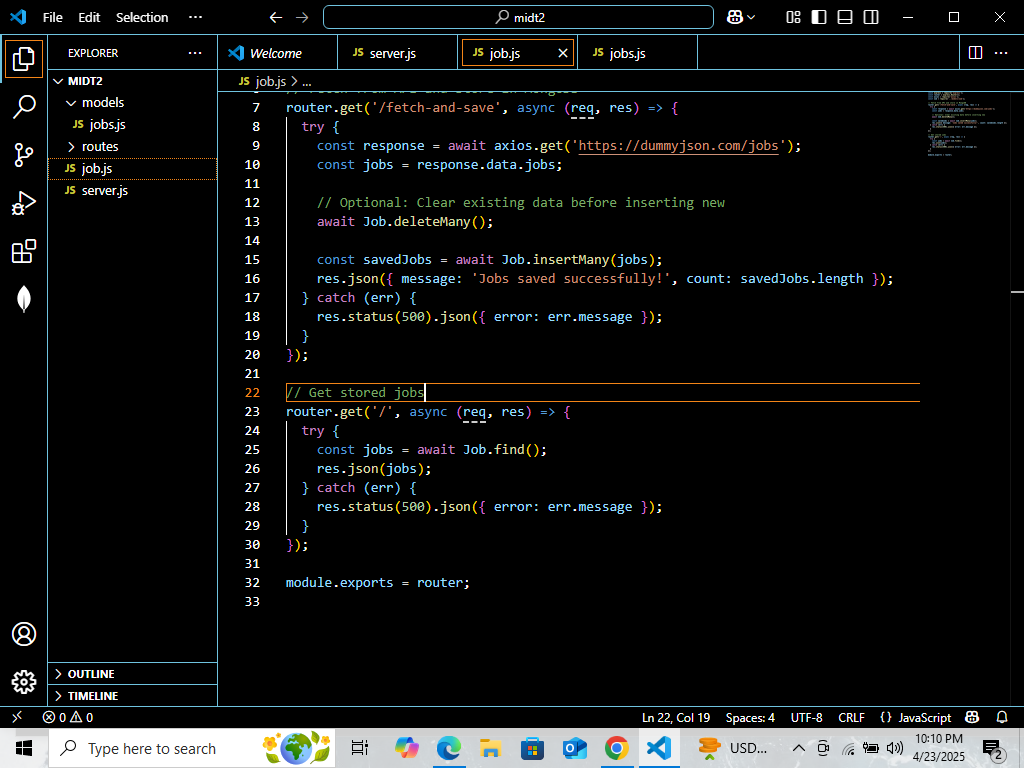 File Edit Selection ··· midt2
EXPLORER ···
MIDT2
models
JS jobs.js
routes
JS job.js
JS server.js
OUTLINE
TIMELINE
Welcome JS server.js JS job.js JS jobs.js ···
JS job.js > ...
7 router.get('/fetch-and-save', async (req, res) => {
8 try {
9 const response = await axios.get('https://dummyjson.com/jobs');
10 const jobs = response.data.jobs;
11
12 // Optional: Clear existing data before inserting new
13 await Job.deleteMany();
14
15 const savedJobs = await Job.insertMany(jobs);
16 res.json({ message: 'Jobs saved successfully!', count: savedJobs.length });
17 } catch (err) {
18 res.status(500).json({ error: err.message });
19 }
20 });
21
22 // Get stored jobs
23 router.get('/', async (req, res) => {
24 try {
25 const jobs = await Job.find();
26 res.json(jobs);
27 } catch (err) {
28 res.status(500).json({ error: err.message });
29 }
30 });
31
32 module.exports = router;
33
0 0 Ln 22, Col 19 Spaces: 4 UTF-8 CRLF {} JavaScript
Type here to search USD... 10:10 PM
4/23/2025 2